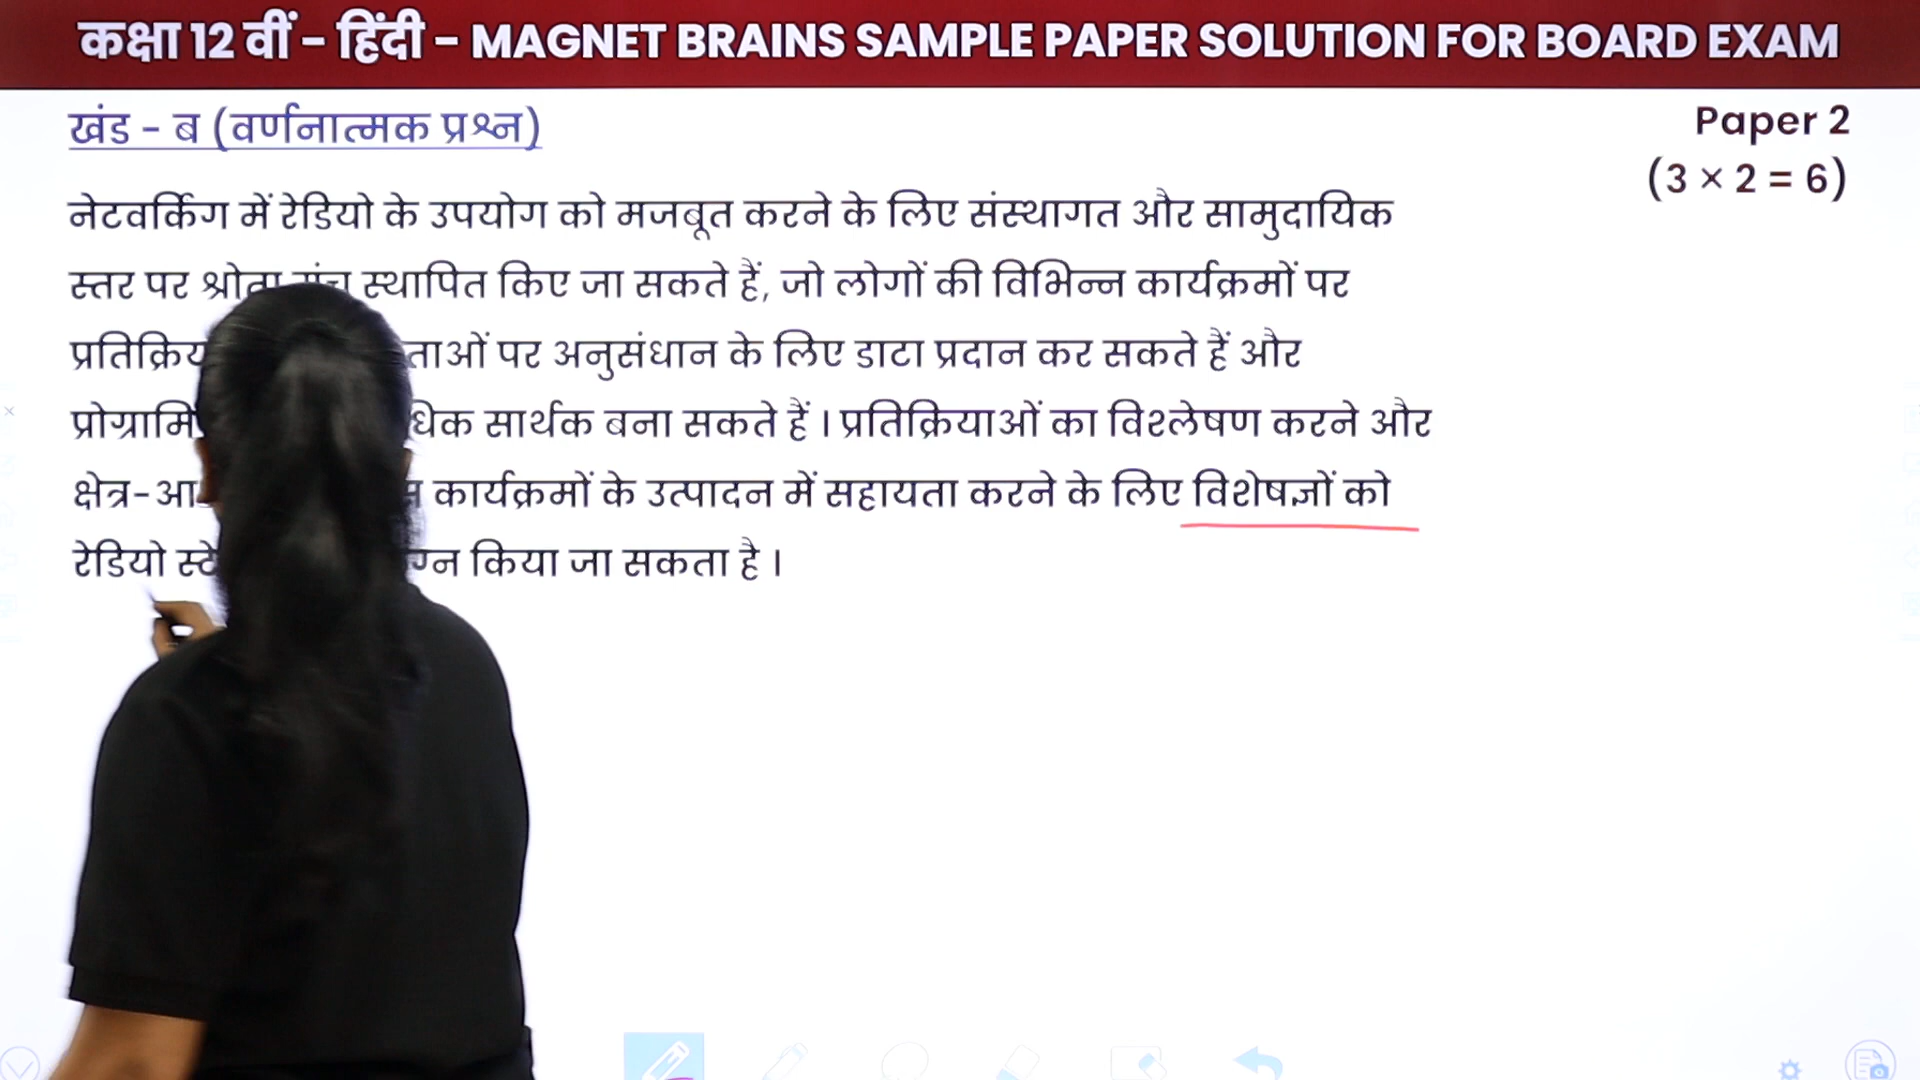 कक्षा 12 वीं - हिंदी - MAGNET BRAINS SAMPLE PAPER SOLUTION FOR BOARD EXAM
खंड - ब (वर्णनात्मक प्रश्न)
Paper 2
(3 × 2 = 6)
नेटवर्किंग में रेडियो के उपयोग को मजबूत करने के लिए संस्थागत और सामुदायिक
स्तर पर श्रोता मंच स्थापित किए जा सकते हैं, जो लोगों की विभिन्न कार्यक्रमों पर
पर अनुसंधान के लिए डाटा प्रदान कर सकते हैं और
सार्थक बना सकते हैं । प्रतिक्रियाओं का विश्लेषण करने और
कार्यक्रमों के उत्पादन में सहायता करने के लिए विशेषज्ञों को
रेडियो किया जा सकता है ।